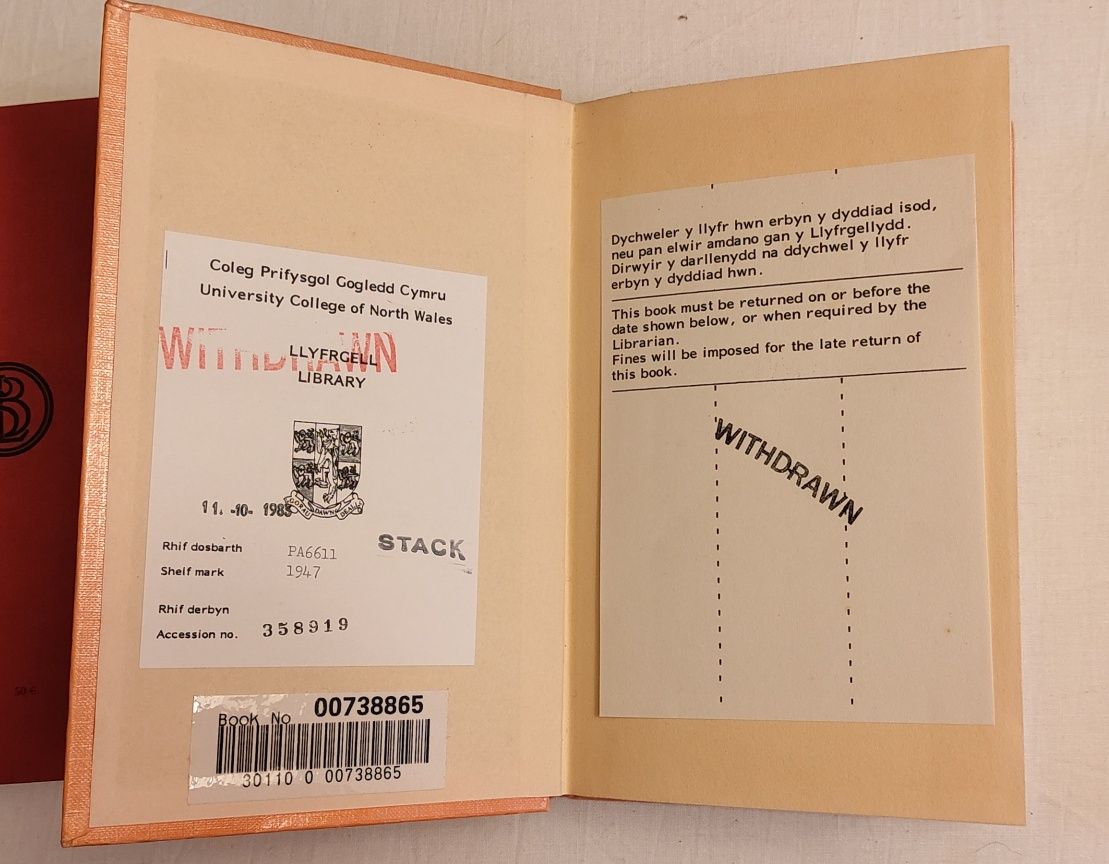 Coleg Prifysgol Gogledd Cymru
University College of North Wales
WITHDRAWN
LLYFRGELL
LIBRARY
GORAU DAWN DEALL
11. -10- 1985
STACK
Rhif dosbarth PA6611
Shelf mark 1947
Rhif derbyn
Accession no. 358919
Book No 00738865
30110 0 00738865
Dychweler y llyfr hwn erbyn y dyddiad isod,
neu pan elwir amdano gan y Llyfrgellydd.
Dirwyir y darllenydd na ddychwel y llyfr
erbyn y dyddiad hwn.
This book must be returned on or before the
date shown below, or when required by the
Librarian.
Fines will be imposed for the late return of
this book.
WITHDRAWN
50 €